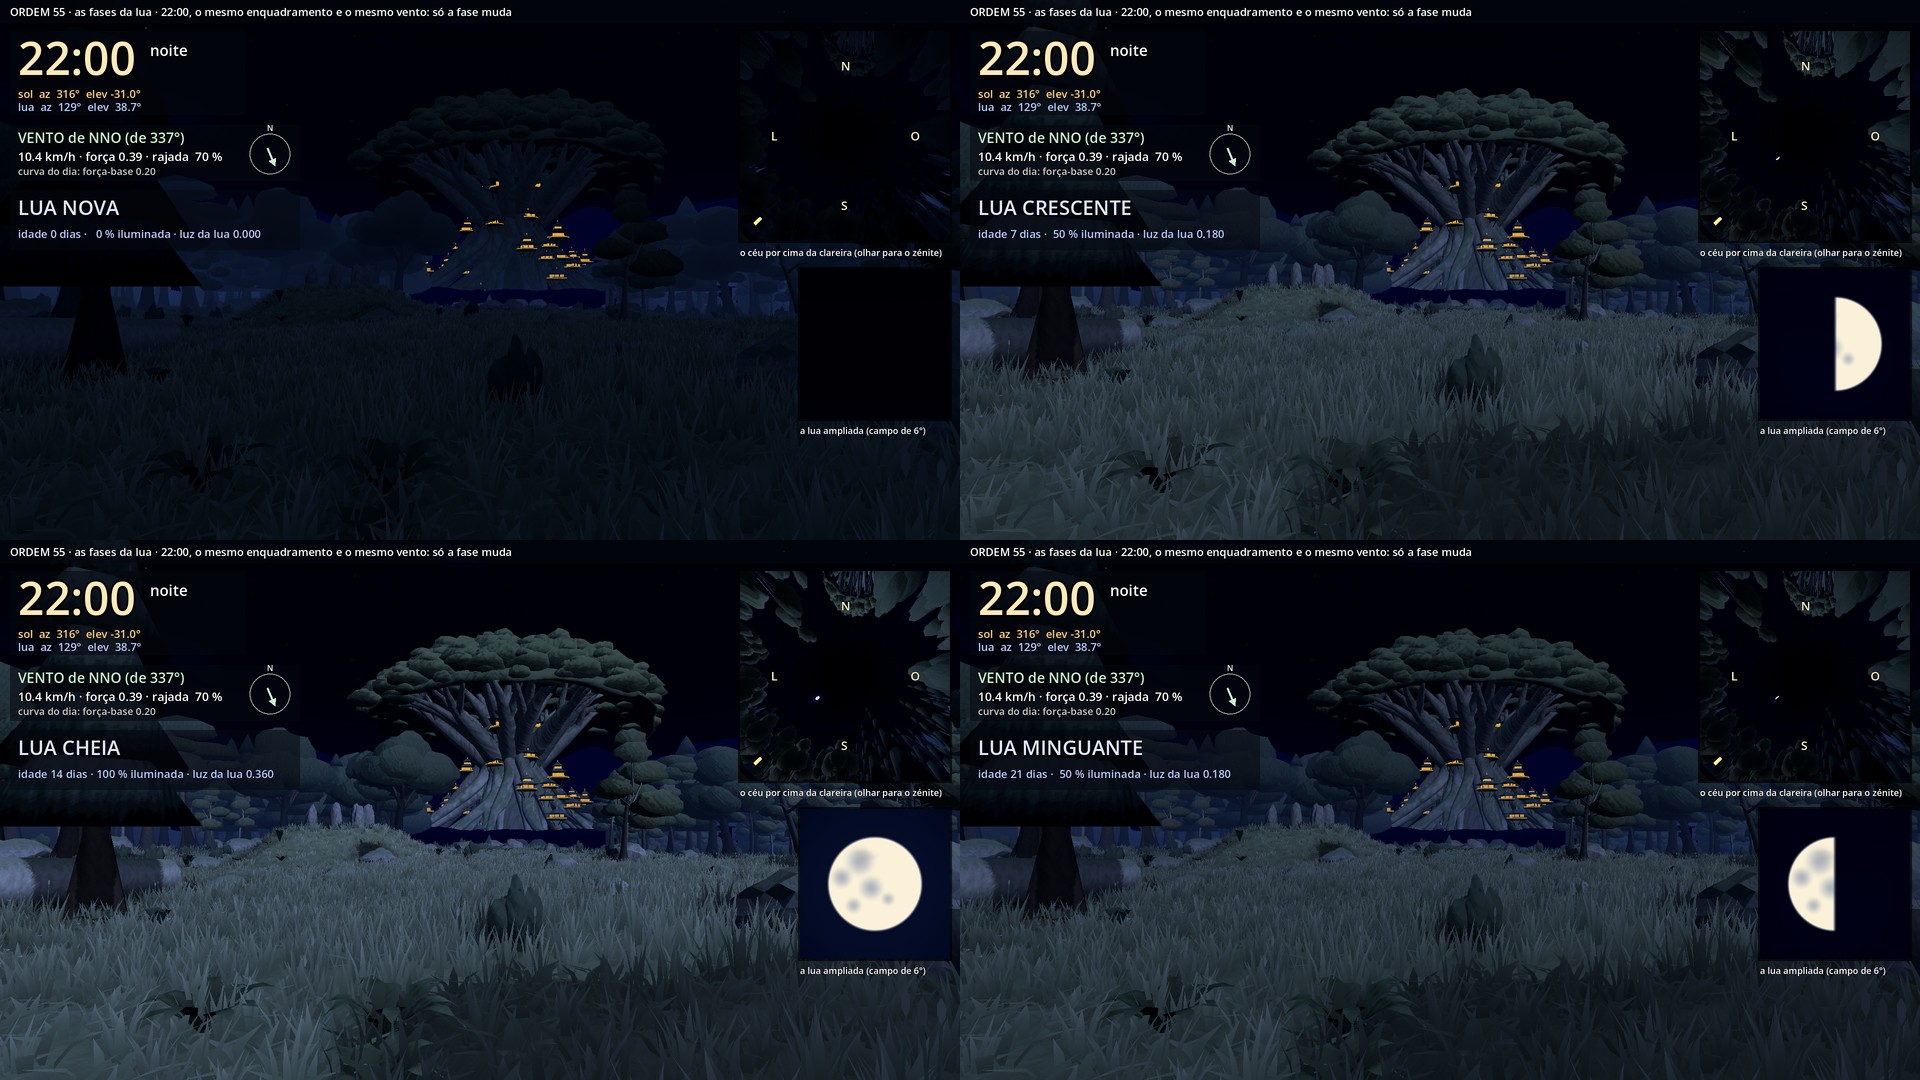 ORDEM 55 · as fases da lua · 22:00, o mesmo enquadramento e o mesmo vento: só a fase muda
22:00 noite
sol az 316° elev -31.0°
lua az 129° elev 38.7°
VENTO de NNO (de 337°)
N
10.4 km/h · força 0.39 · rajada 70 %
curva do dia: força-base 0.20
LUA NOVA
idade 0 dias · 0 % iluminada · luz da lua 0.000
N
L O
S
o céu por cima da clareira (olhar para o zénite)
a lua ampliada (campo de 6°)
ORDEM 55 · as fases da lua · 22:00, o mesmo enquadramento e o mesmo vento: só a fase muda
22:00 noite
sol az 316° elev -31.0°
lua az 129° elev 38.7°
VENTO de NNO (de 337°)
N
10.4 km/h · força 0.39 · rajada 70 %
curva do dia: força-base 0.20
LUA CRESCENTE
idade 7 dias · 50 % iluminada · luz da lua 0.180
N
L O
S
o céu por cima da clareira (olhar para o zénite)
a lua ampliada (campo de 6°)
ORDEM 55 · as fases da lua · 22:00, o mesmo enquadramento e o mesmo vento: só a fase muda
22:00 noite
sol az 316° elev -31.0°
lua az 129° elev 38.7°
VENTO de NNO (de 337°)
N
10.4 km/h · força 0.39 · rajada 70 %
curva do dia: força-base 0.20
LUA CHEIA
idade 14 dias · 100 % iluminada · luz da lua 0.360
N
L O
S
o céu por cima da clareira (olhar para o zénite)
a lua ampliada (campo de 6°)
ORDEM 55 · as fases da lua · 22:00, o mesmo enquadramento e o mesmo vento: só a fase muda
22:00 noite
sol az 316° elev -31.0°
lua az 129° elev 38.7°
VENTO de NNO (de 337°)
N
10.4 km/h · força 0.39 · rajada 70 %
curva do dia: força-base 0.20
LUA MINGUANTE
idade 21 dias · 50 % iluminada · luz da lua 0.180
N
L O
S
o céu por cima da clareira (olhar para o zénite)
a lua ampliada (campo de 6°)